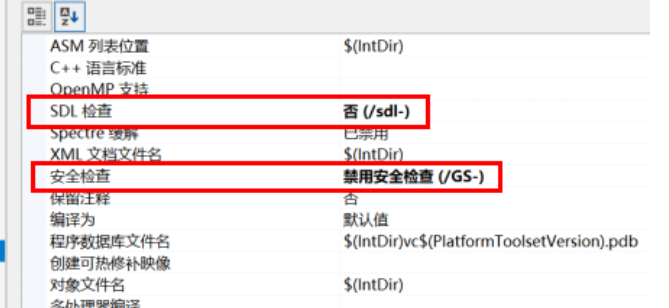 ASM 列表位置 $(IntDir)
C++ 语言标准
OpenMP 支持
SDL 检查 否 (/sdl-)
Spectre 缓解 已禁用
XML 文档文件名 $(IntDir)
安全检查 禁用安全检查 (/GS-)
保留注释 否
编译为 默认值
程序数据库文件名 $(IntDir)vc$(PlatformToolsetVersion).pdb
创建可热修补映像
对象文件名 $(IntDir)
多处理器编译